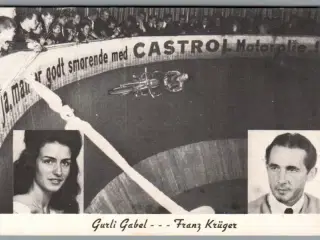 ja, man er godt smørende med CASTROL Motorolie f
Gurli Gabel - - - Franz Krüger